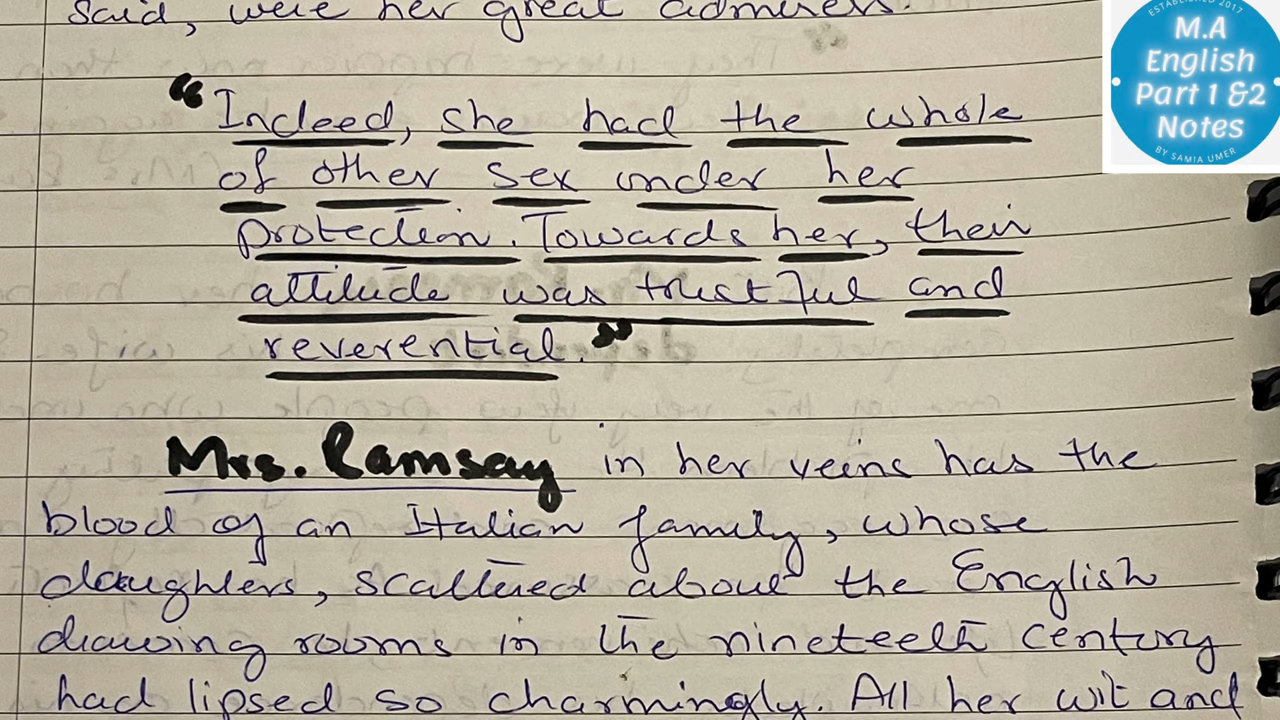 said, were her great admirers.
“Indeed, she had the whole
of other sex under her
protection. Towards her, their
attitude was trustful and
reverential.”
Mrs. Ramsay in her veins has the
blood of an Italian family, whose
daughters, scattered about the English
drawing rooms in the nineteeth century
had lipsed so charmingly. All her wit and
ESTABLISHED 2017
M.A
English
Part 1 &2
Notes
BY SAMIA UMER